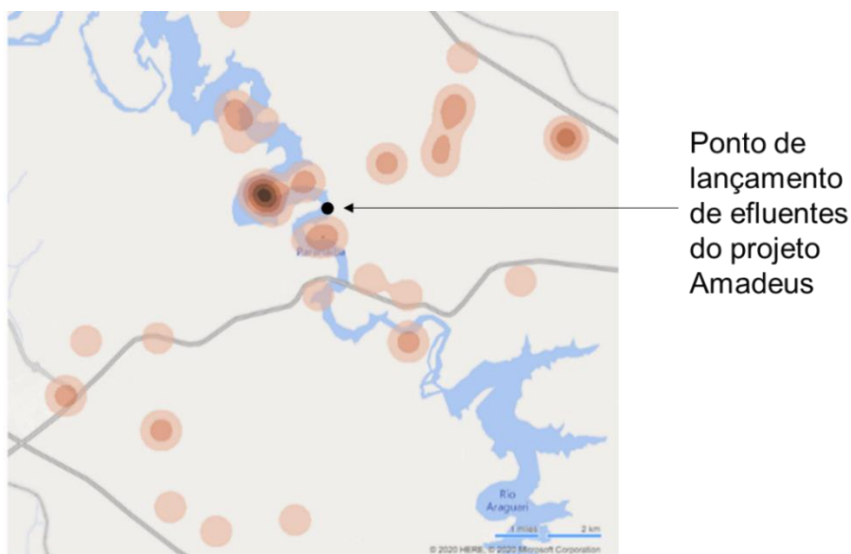 Ponto de
lançamento
de efluentes
do projeto
Amadeus
Rio
Araguari
1 miles
2 km
© 2020 HERE, © 2020 Microsoft Corporation